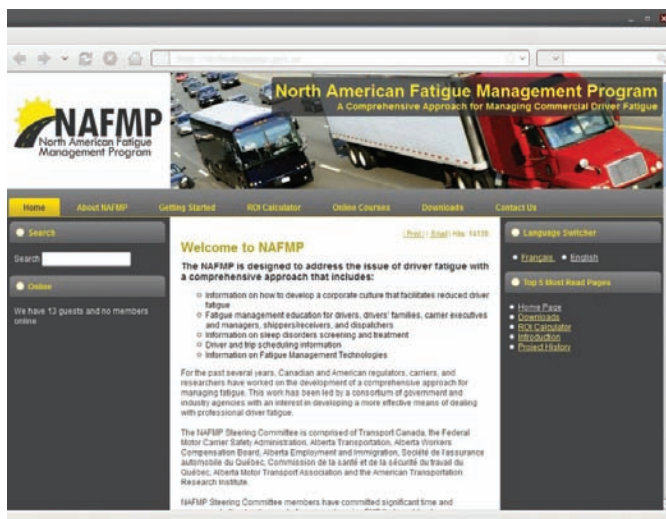 North American Fatigue Management Program
A Comprehensive Approach for Managing Commercial Driver Fatigue
NAFMP
North American Fatigue
Management Program
Home About NAFMP Getting Started ROI Calculator Online Courses Downloads Contact Us
Search
Search
Online
We have 13 guests and no members
online
| Print | | Email | Hits: 14139
Welcome to NAFMP
The NAFMP is designed to address the issue of driver fatigue with
a comprehensive approach that includes:
Information on how to develop a corporate culture that facilitates reduced driver
fatigue
Fatigue management education for drivers, drivers' families, carrier executives
and managers, shippers/receivers, and dispatchers
Information on sleep disorders screening and treatment
Driver and trip scheduling information
Information on Fatigue Management Technologies
For the past several years, Canadian and American regulators, carriers, and
researchers have worked on the development of a comprehensive approach for
managing fatigue. This work has been led by a consortium of government and
industry agencies with an interest in developing a more effective means of dealing
with professional driver fatigue.
The NAFMP Steering Committee is comprised of Transport Canada, the Federal
Motor Carrier Safety Administration, Alberta Transportation, Alberta Workers
Compensation Board, Alberta Employment and Immigration, Société de l'assurance
automobile du Québec, Commission de la santé et de la sécurité du travail du
Québec, Alberta Motor Transport Association and the American Transportation
Research Institute.
NAFMP Steering Committee members have committed significant time and
Language Switcher
Français English
Top 5 Most Read Pages
Home Page
Downloads
ROI Calculator
Introduction
Project History